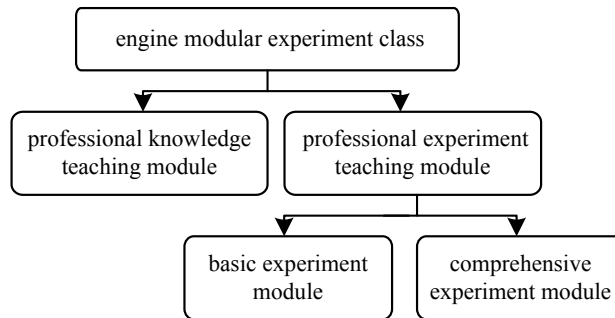 engine modular experiment class
professional knowledge
teaching module
professional experiment
teaching module
basic experiment
module
comprehensive
experiment module